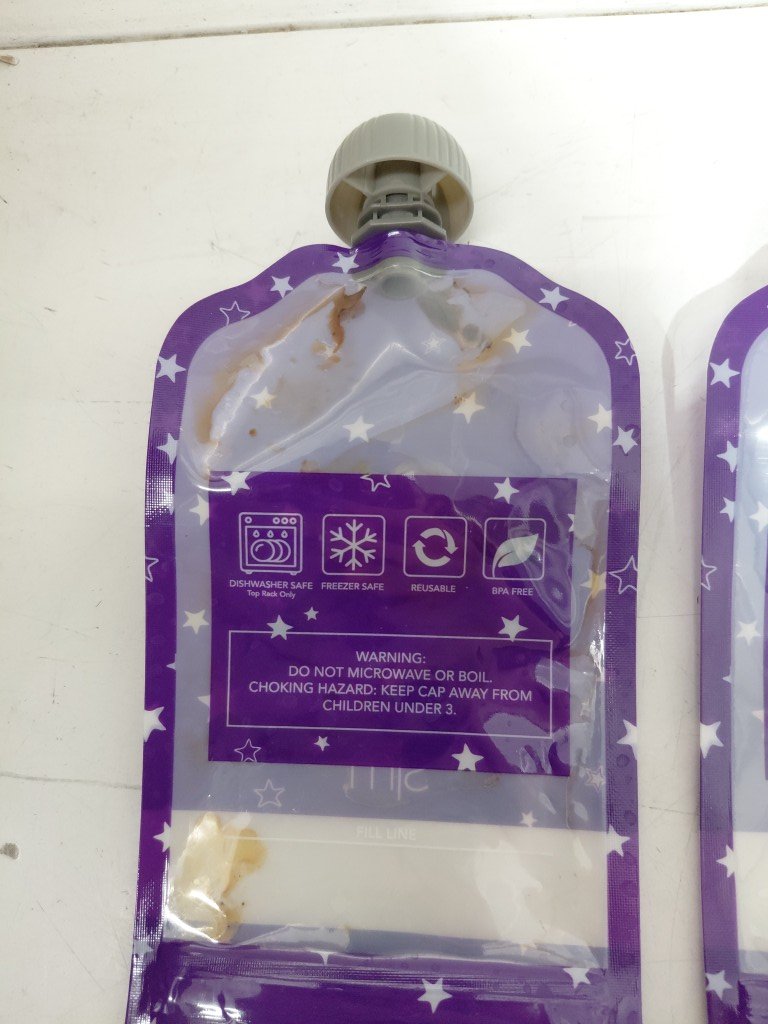 DISHWASHER SAFE
Top Rack Only
FREEZER SAFE
REUSABLE
BPA FREE
WARNING:
DO NOT MICROWAVE OR BOIL.
CHOKING HAZARD: KEEP CAP AWAY FROM
CHILDREN UNDER 3.
FILL LINE